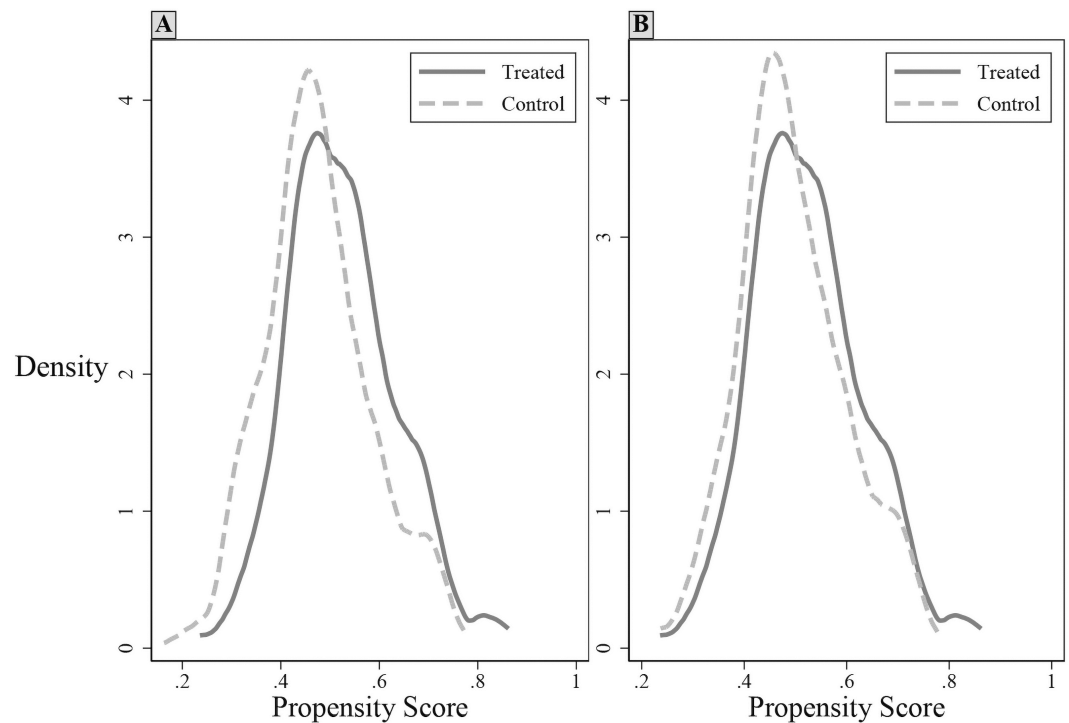 A
B
Treated
Control
Treated
Control
Density
4
3
2
1
0
4
3
2
1
0
.2 .4 .6 .8 1
.2 .4 .6 .8 1
Propensity Score
Propensity Score